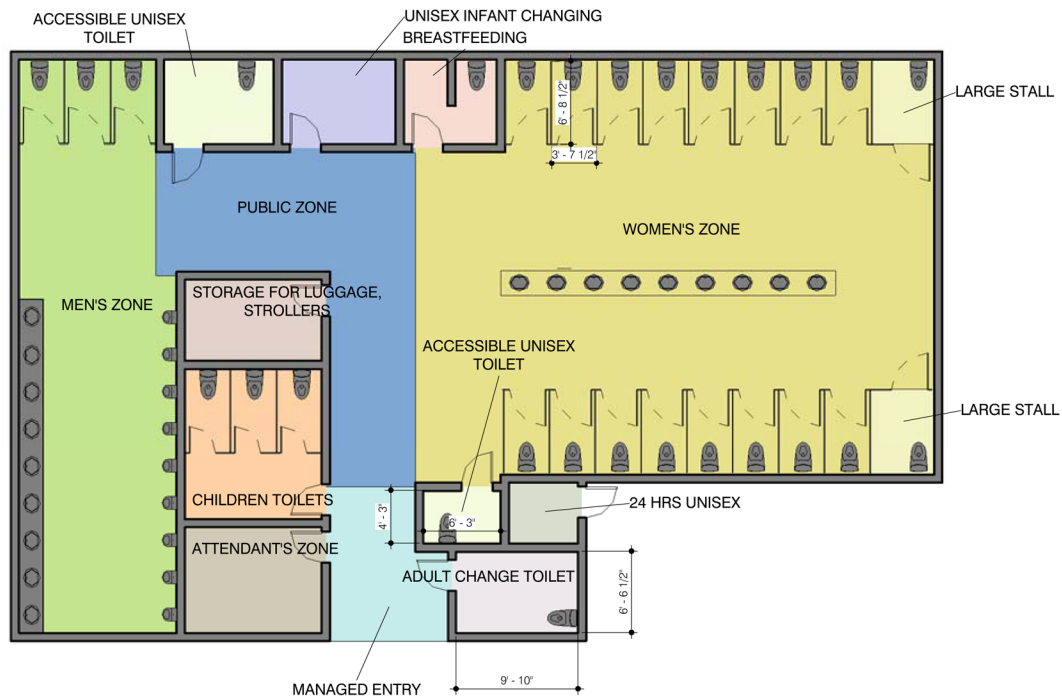 ACCESSIBLE UNISEX
TOILET
UNISEX INFANT CHANGING
BREASTFEEDING
LARGE STALL
6' - 8 1/2"
3' - 7 1/2"
PUBLIC ZONE
WOMEN'S ZONE
MEN'S ZONE
STORAGE FOR LUGGAGE,
STROLLERS
ACCESSIBLE UNISEX
TOILET
LARGE STALL
CHILDREN TOILETS
4' - 3"
6' - 3"
24 HRS UNISEX
ATTENDANT'S ZONE
ADULT CHANGE TOILET
6' - 6 1/2"
9' - 10"
MANAGED ENTRY